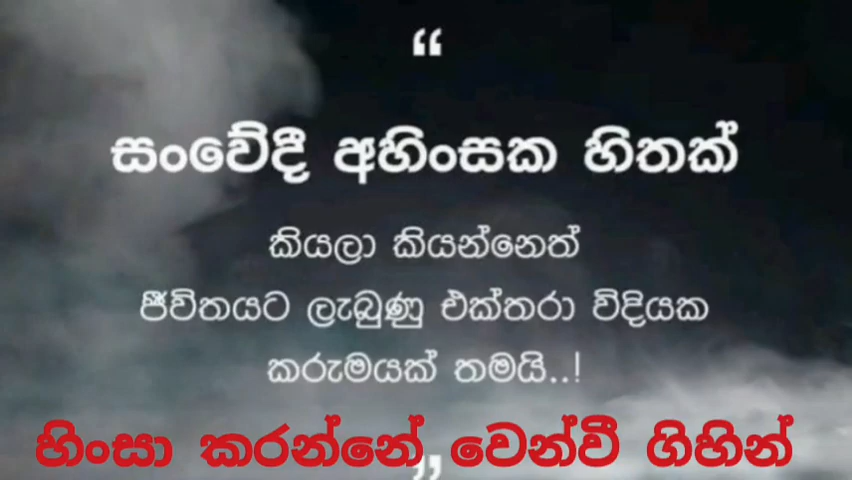 “
සංවේදී අහිංසක හිතක්
කියලා කියන්නෙත්
ජීවිතයට ලැබුණු එක්තරා විදියක
කරුමයක් තමයි..!
හිංසා කරන්නේ වෙන්වී ගිහින්
”